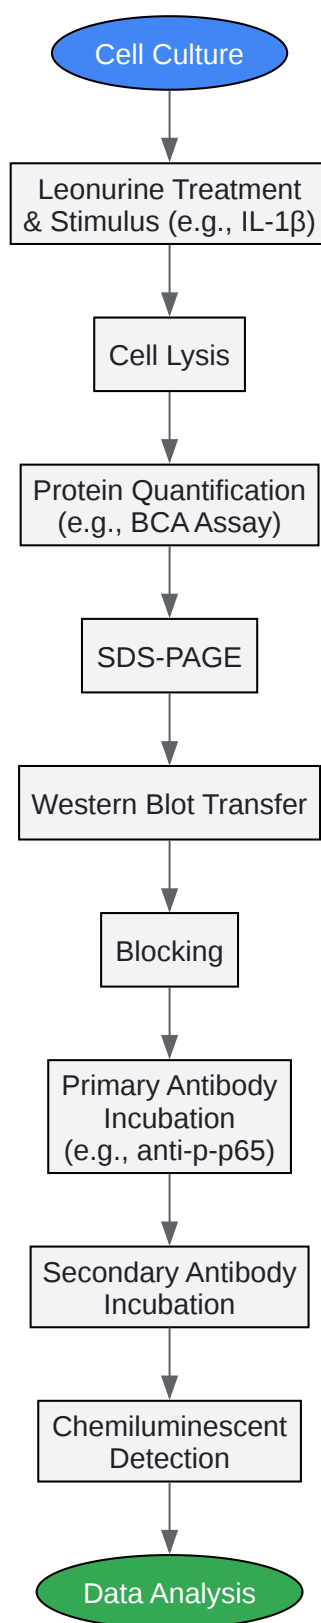 Cell Culture
Leonurine Treatment
& Stimulus (e.g., IL-1β)
Cell Lysis
Protein Quantification
(e.g., BCA Assay)
SDS-PAGE
Western Blot Transfer
Blocking
Primary Antibody
Incubation
(e.g., anti-p-p65)
Secondary Antibody
Incubation
Chemiluminescent
Detection
Data Analysis